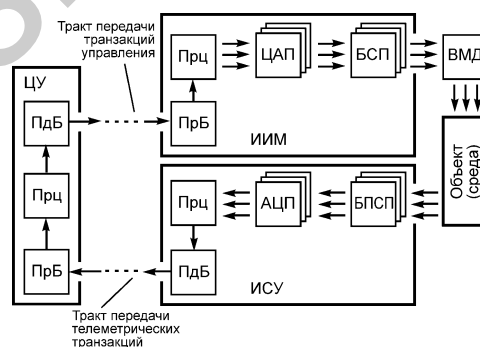 Тракт передачи
транзакций
управления
ЦУ
ПдБ
Прц
ПрБ
Прц
ЦАП
БСП
ВМД
ПрБ
ИИМ
Объект
(среда)
Прц
АЦП
БПСП
ПдБ
ИСУ
Тракт передачи
телеметрических
транзакций